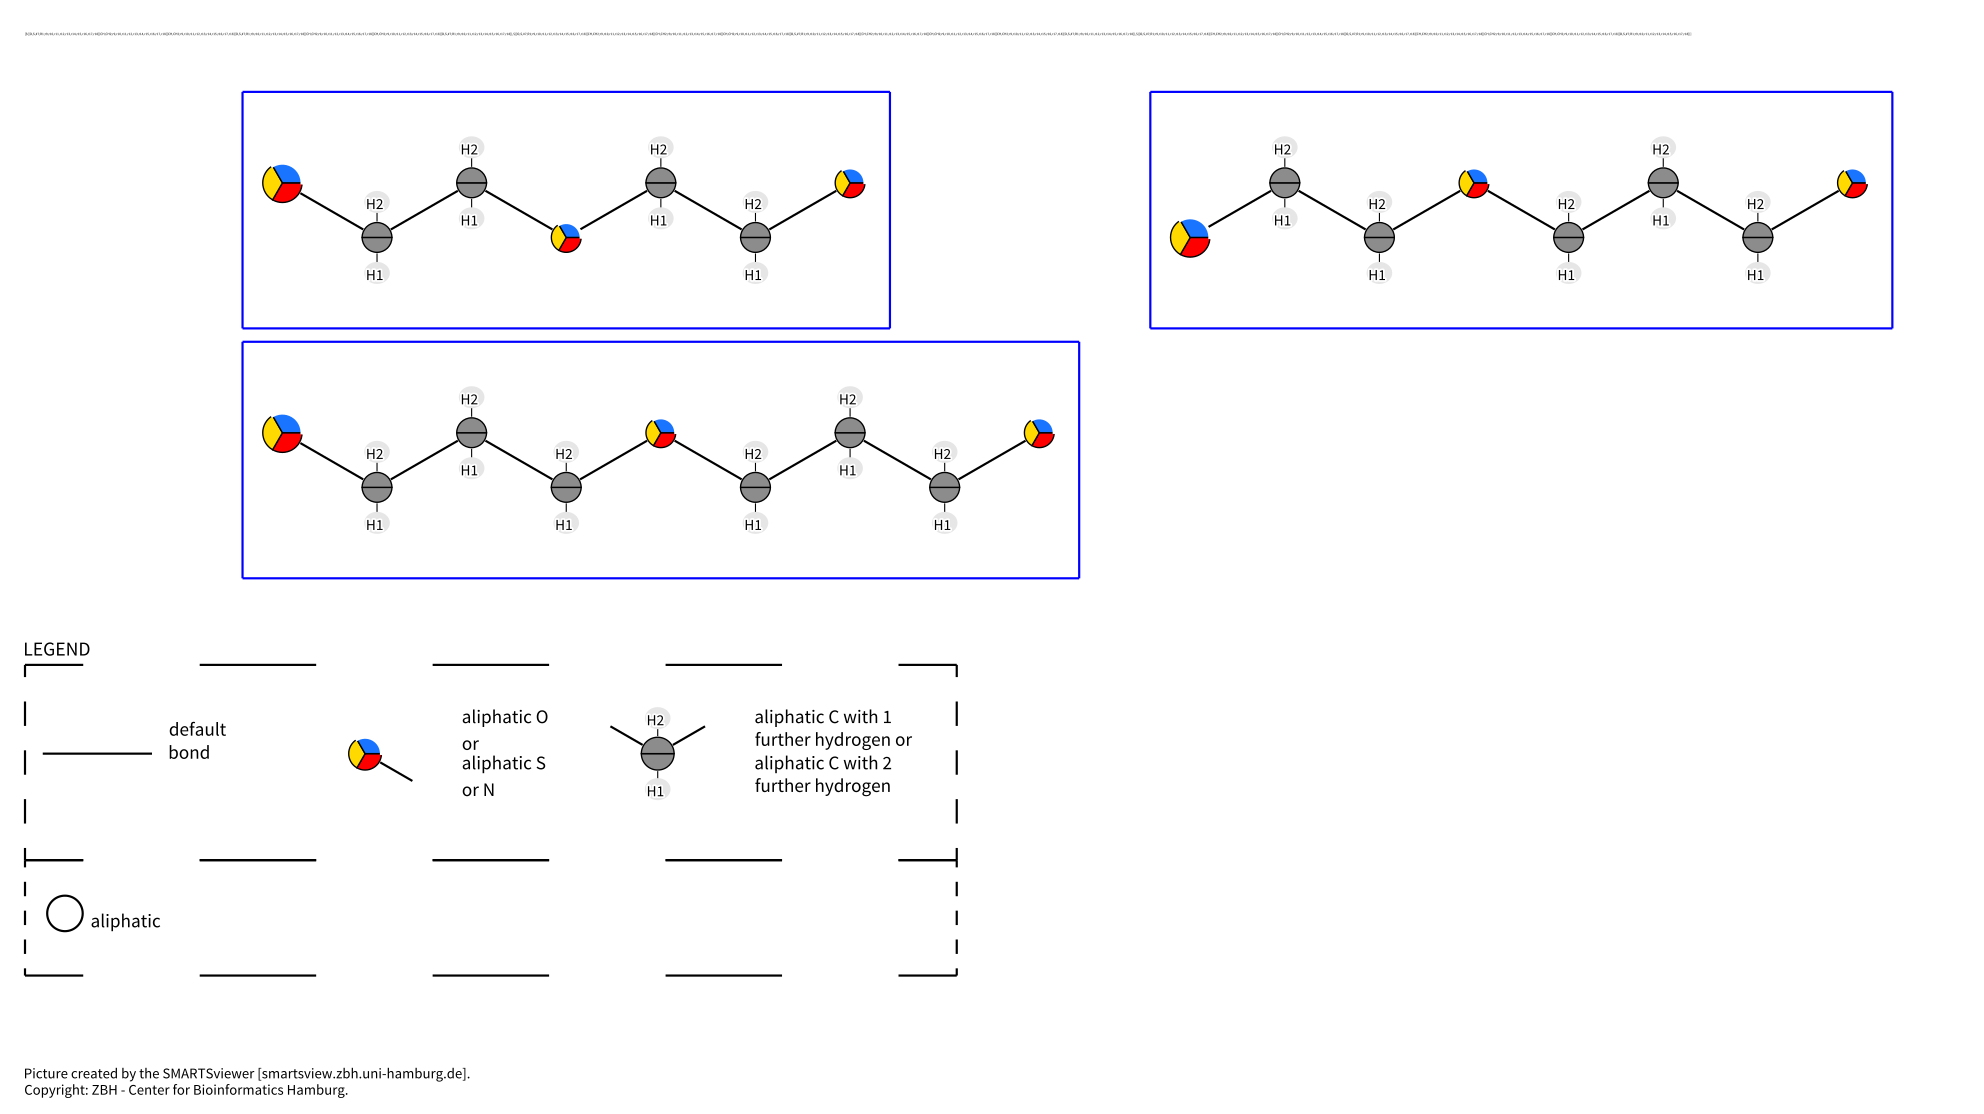 H2 H2 H2 H2
H1 H1 H1 H1
H2 H2 H2 H2 H2
H1 H1 H1 H1 H1
H2 H2 H2 H2 H2 H2
H1 H1 H1 H1 H1 H1
LEGEND
default
bond
aliphatic O
or
aliphatic S
or N
H2
H1
aliphatic C with 1
further hydrogen or
aliphatic C with 2
further hydrogen
aliphatic
Picture created by the SMARTSviewer [smartsview.zbh.uni-hamburg.de].
Copyright: ZBH - Center for Bioinformatics Hamburg.